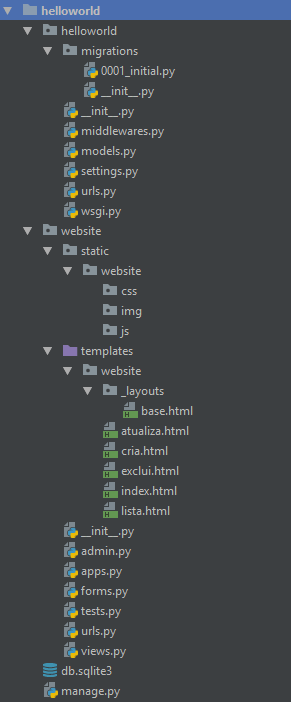 helloworld
helloworld
migrations
0001_initial.py
__init__.py
__init__.py
middlewares.py
models.py
settings.py
urls.py
wsgi.py
website
static
website
css
img
js
templates
website
_layouts
base.html
atualiza.html
cria.html
exclui.html
index.html
lista.html
__init__.py
admin.py
apps.py
forms.py
tests.py
urls.py
views.py
db.sqlite3
manage.py